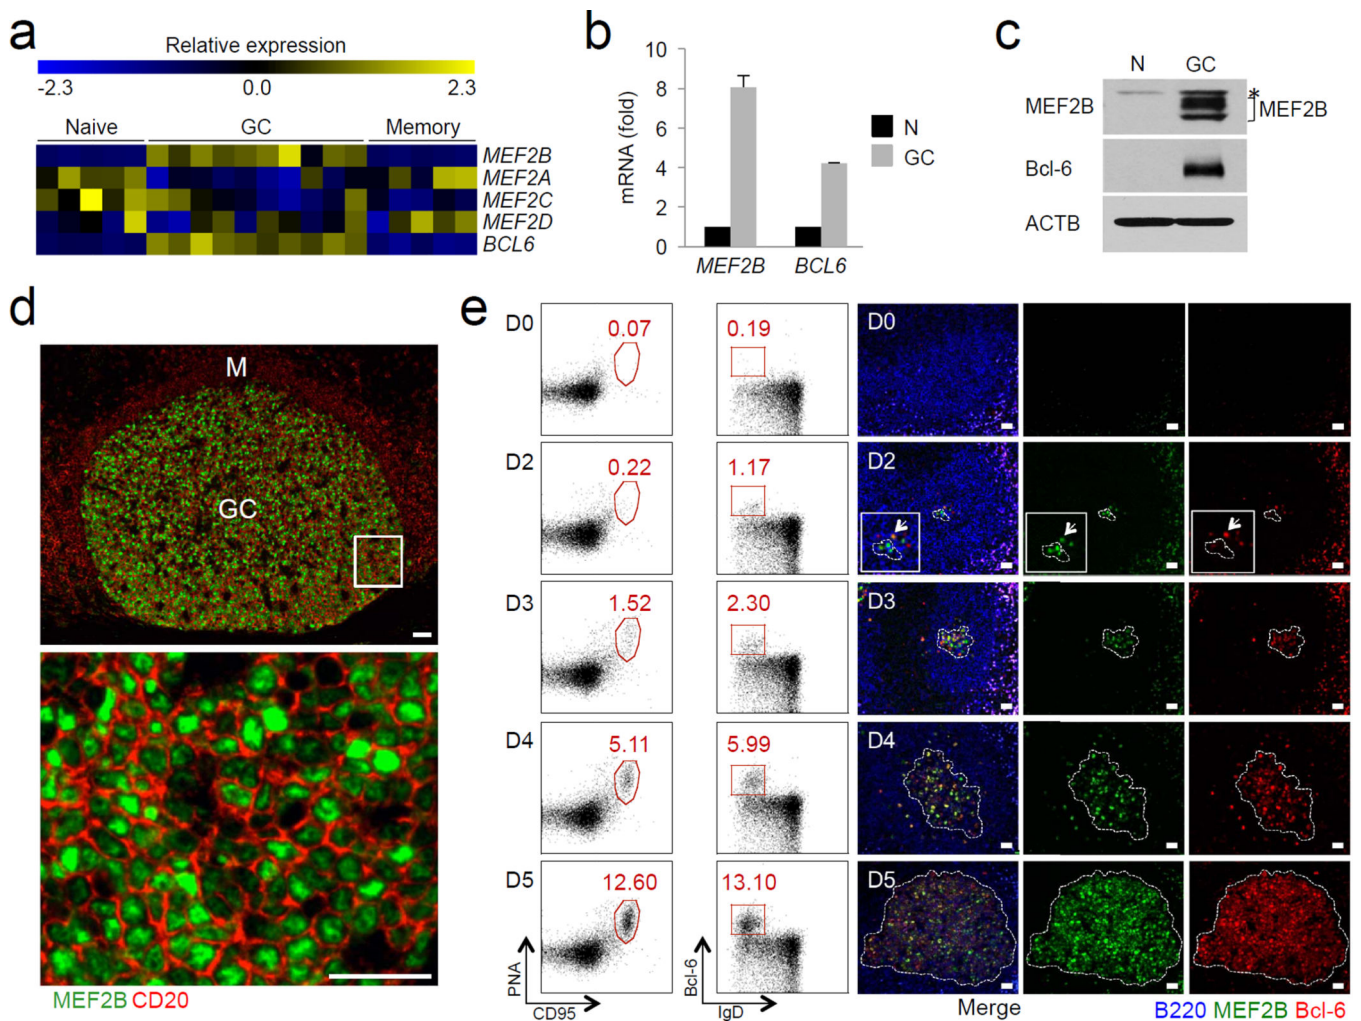 a
Relative expression
-2.3 0.0 2.3
Naive GC Memory
MEF2B
MEF2A
MEF2C
MEF2D
BCL6
b
mRNA (fold)
10
8
6
4
2
0
MEF2B BCL6
N
GC
c
N GC
MEF2B * MEF2B
Bcl-6
ACTB
d
M
GC
MEF2B CD20
e
D0 0.07 0.19 D0
D2 0.22 1.17 D2
D3 1.52 2.30 D3
D4 5.11 5.99 D4
D5 12.60 13.10 D5
PNA
CD95
Bcl-6
IgD
Merge
B220 MEF2B Bcl-6